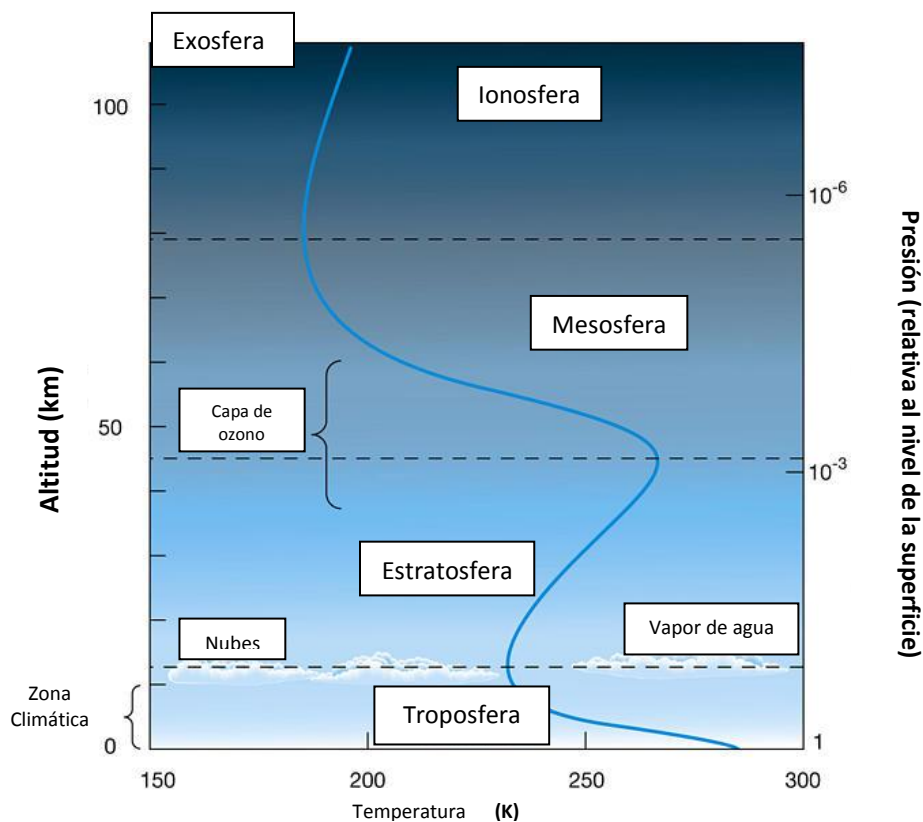 Exosfera
Ionosfera
100
10⁻⁶
Mesosfera
Capa de
ozono
50
10⁻³
Altitud (km)
Presión (relativa al nivel de la superficie)
Estratosfera
Nubes
Vapor de agua
Zona
Climática
Troposfera
0
1
150
200
250
300
Temperatura (K)